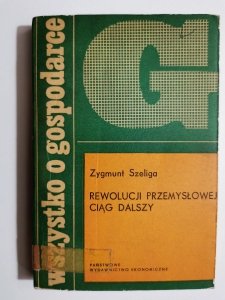 wszystko o gospodarce
G
Zygmunt Szeliga
REWOLUCJI PRZEMYSŁOWEJ
CIĄG DALSZY
PAŃSTWOWE
WYDAWNICTWO EKONOMICZNE